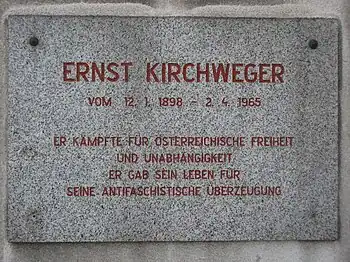 ERNST KIRCHWEGER
VOM 12. 1. 1898 - 2. 4. 1965
ER KÄMPFTE FÜR ÖSTERREICHISCHE FREIHEIT
UND UNABHÄNGIGKEIT
ER GAB SEIN LEBEN FÜR
SEINE ANTIFASCHISTISCHE ÜBERZEUGUNG